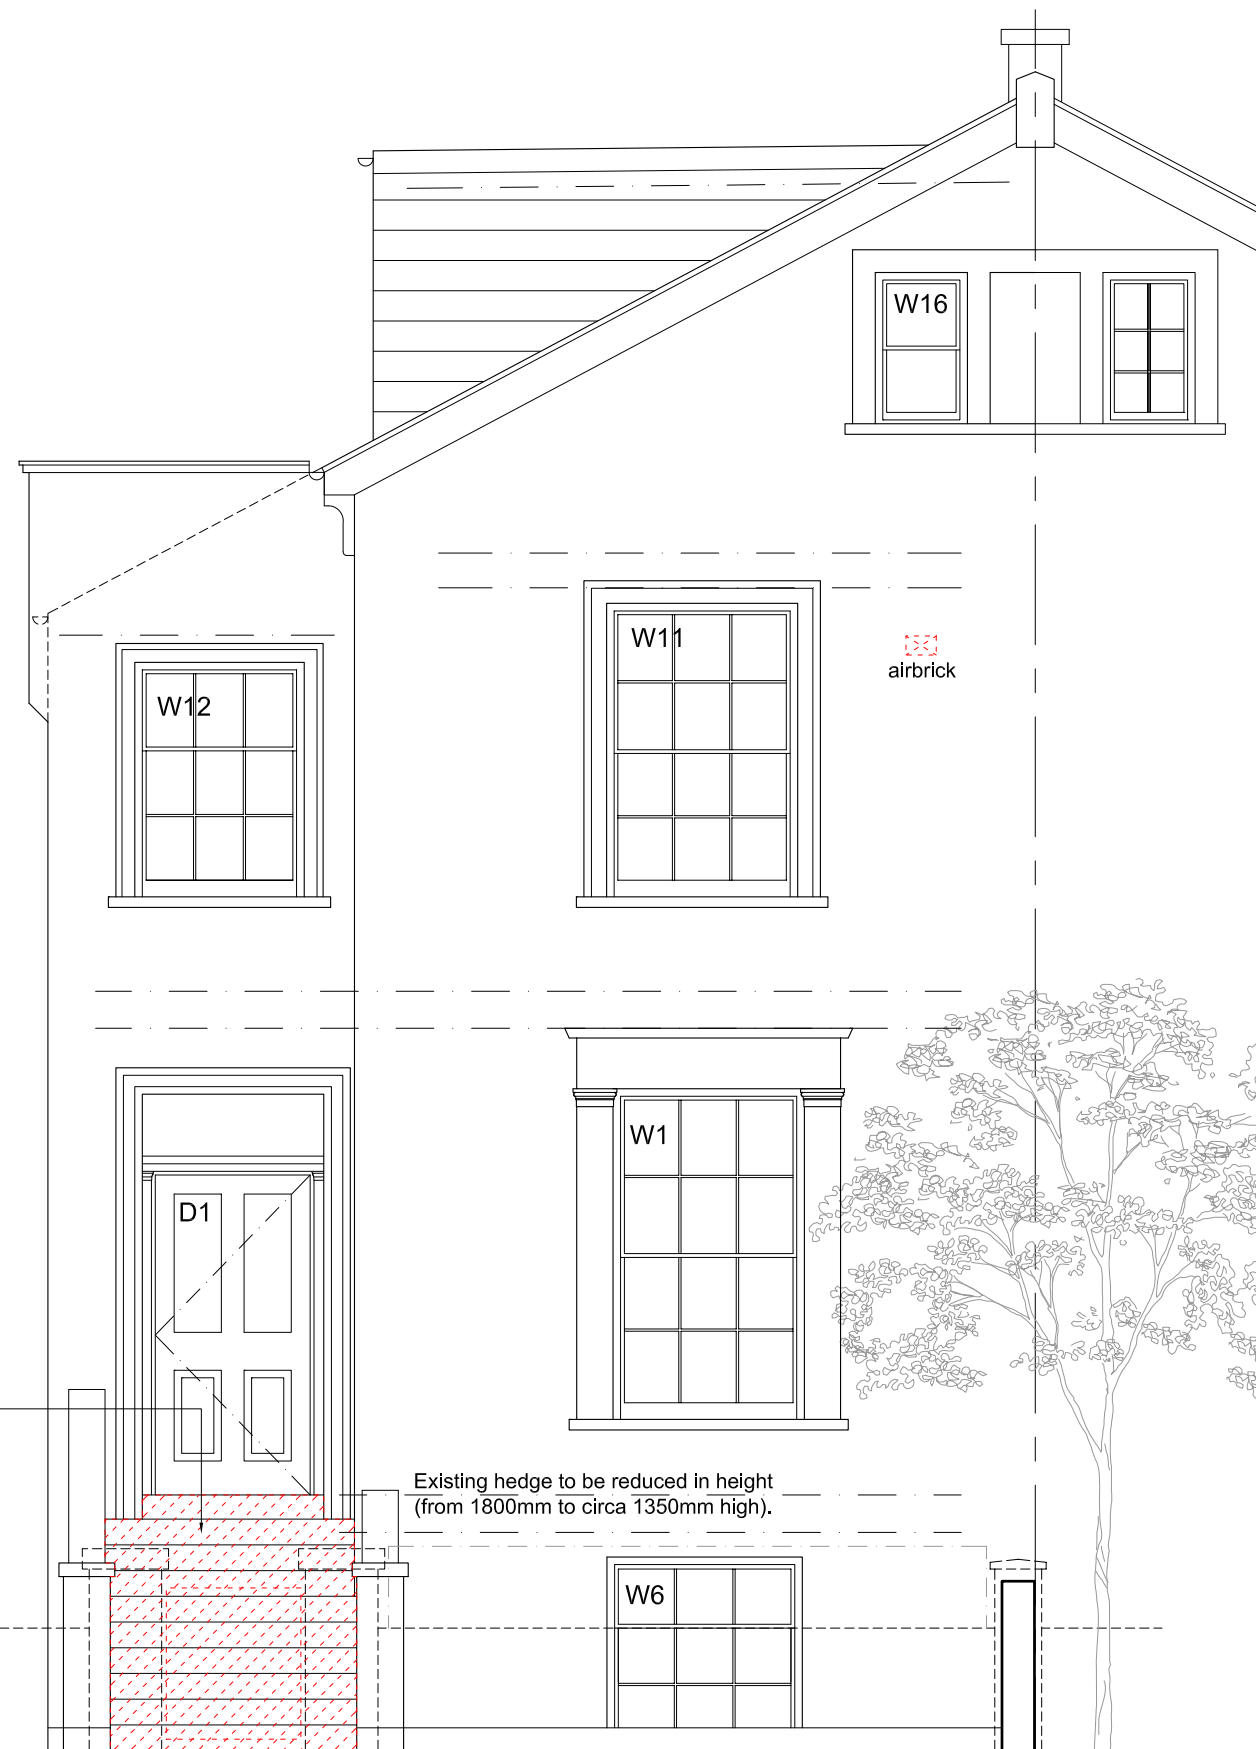 W16
W11
airbrick
W12
W1
D1
Existing hedge to be reduced in height
(from 1800mm to circa 1350mm high).
W6